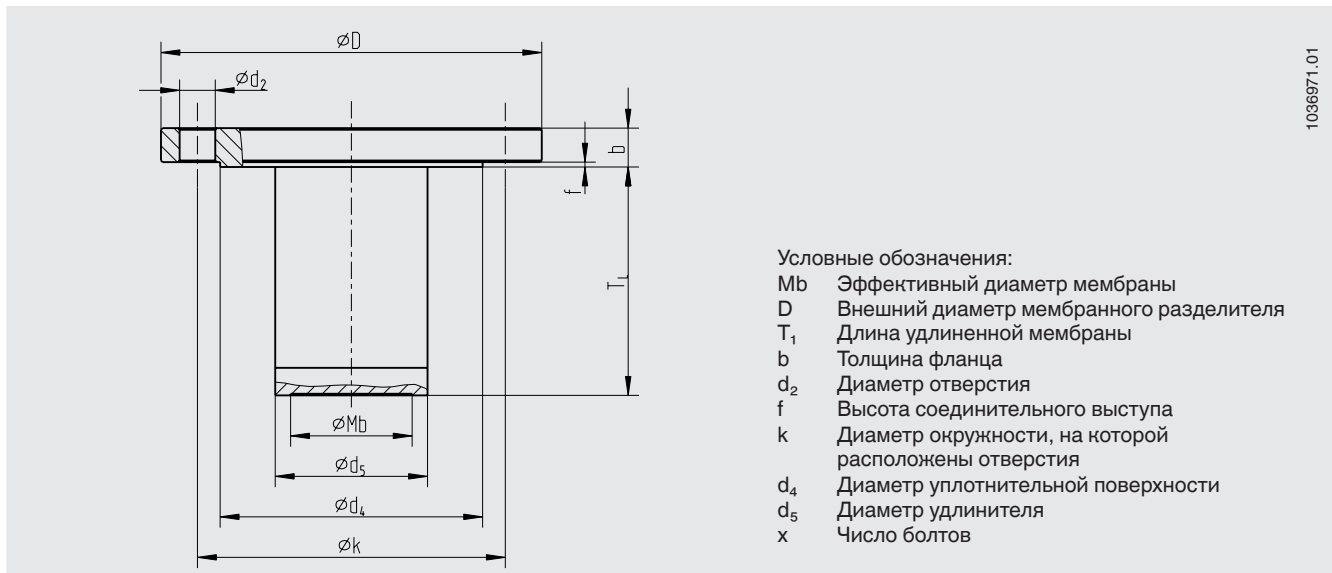 øD
ød₂
b
f
T_L
øMb
ød₅
ød₄
øk
1036971.01
Условные обозначения:
Mb Эффективный диаметр мембраны
D Внешний диаметр мембранного разделителя
T₁ Длина удлиненной мембраны
b Толщина фланца
d₂ Диаметр отверстия
f Высота соединительного выступа
k Диаметр окружности, на которой
расположены отверстия
d₄ Диаметр уплотнительной поверхности
d₅ Диаметр удлинителя
x Число болтов